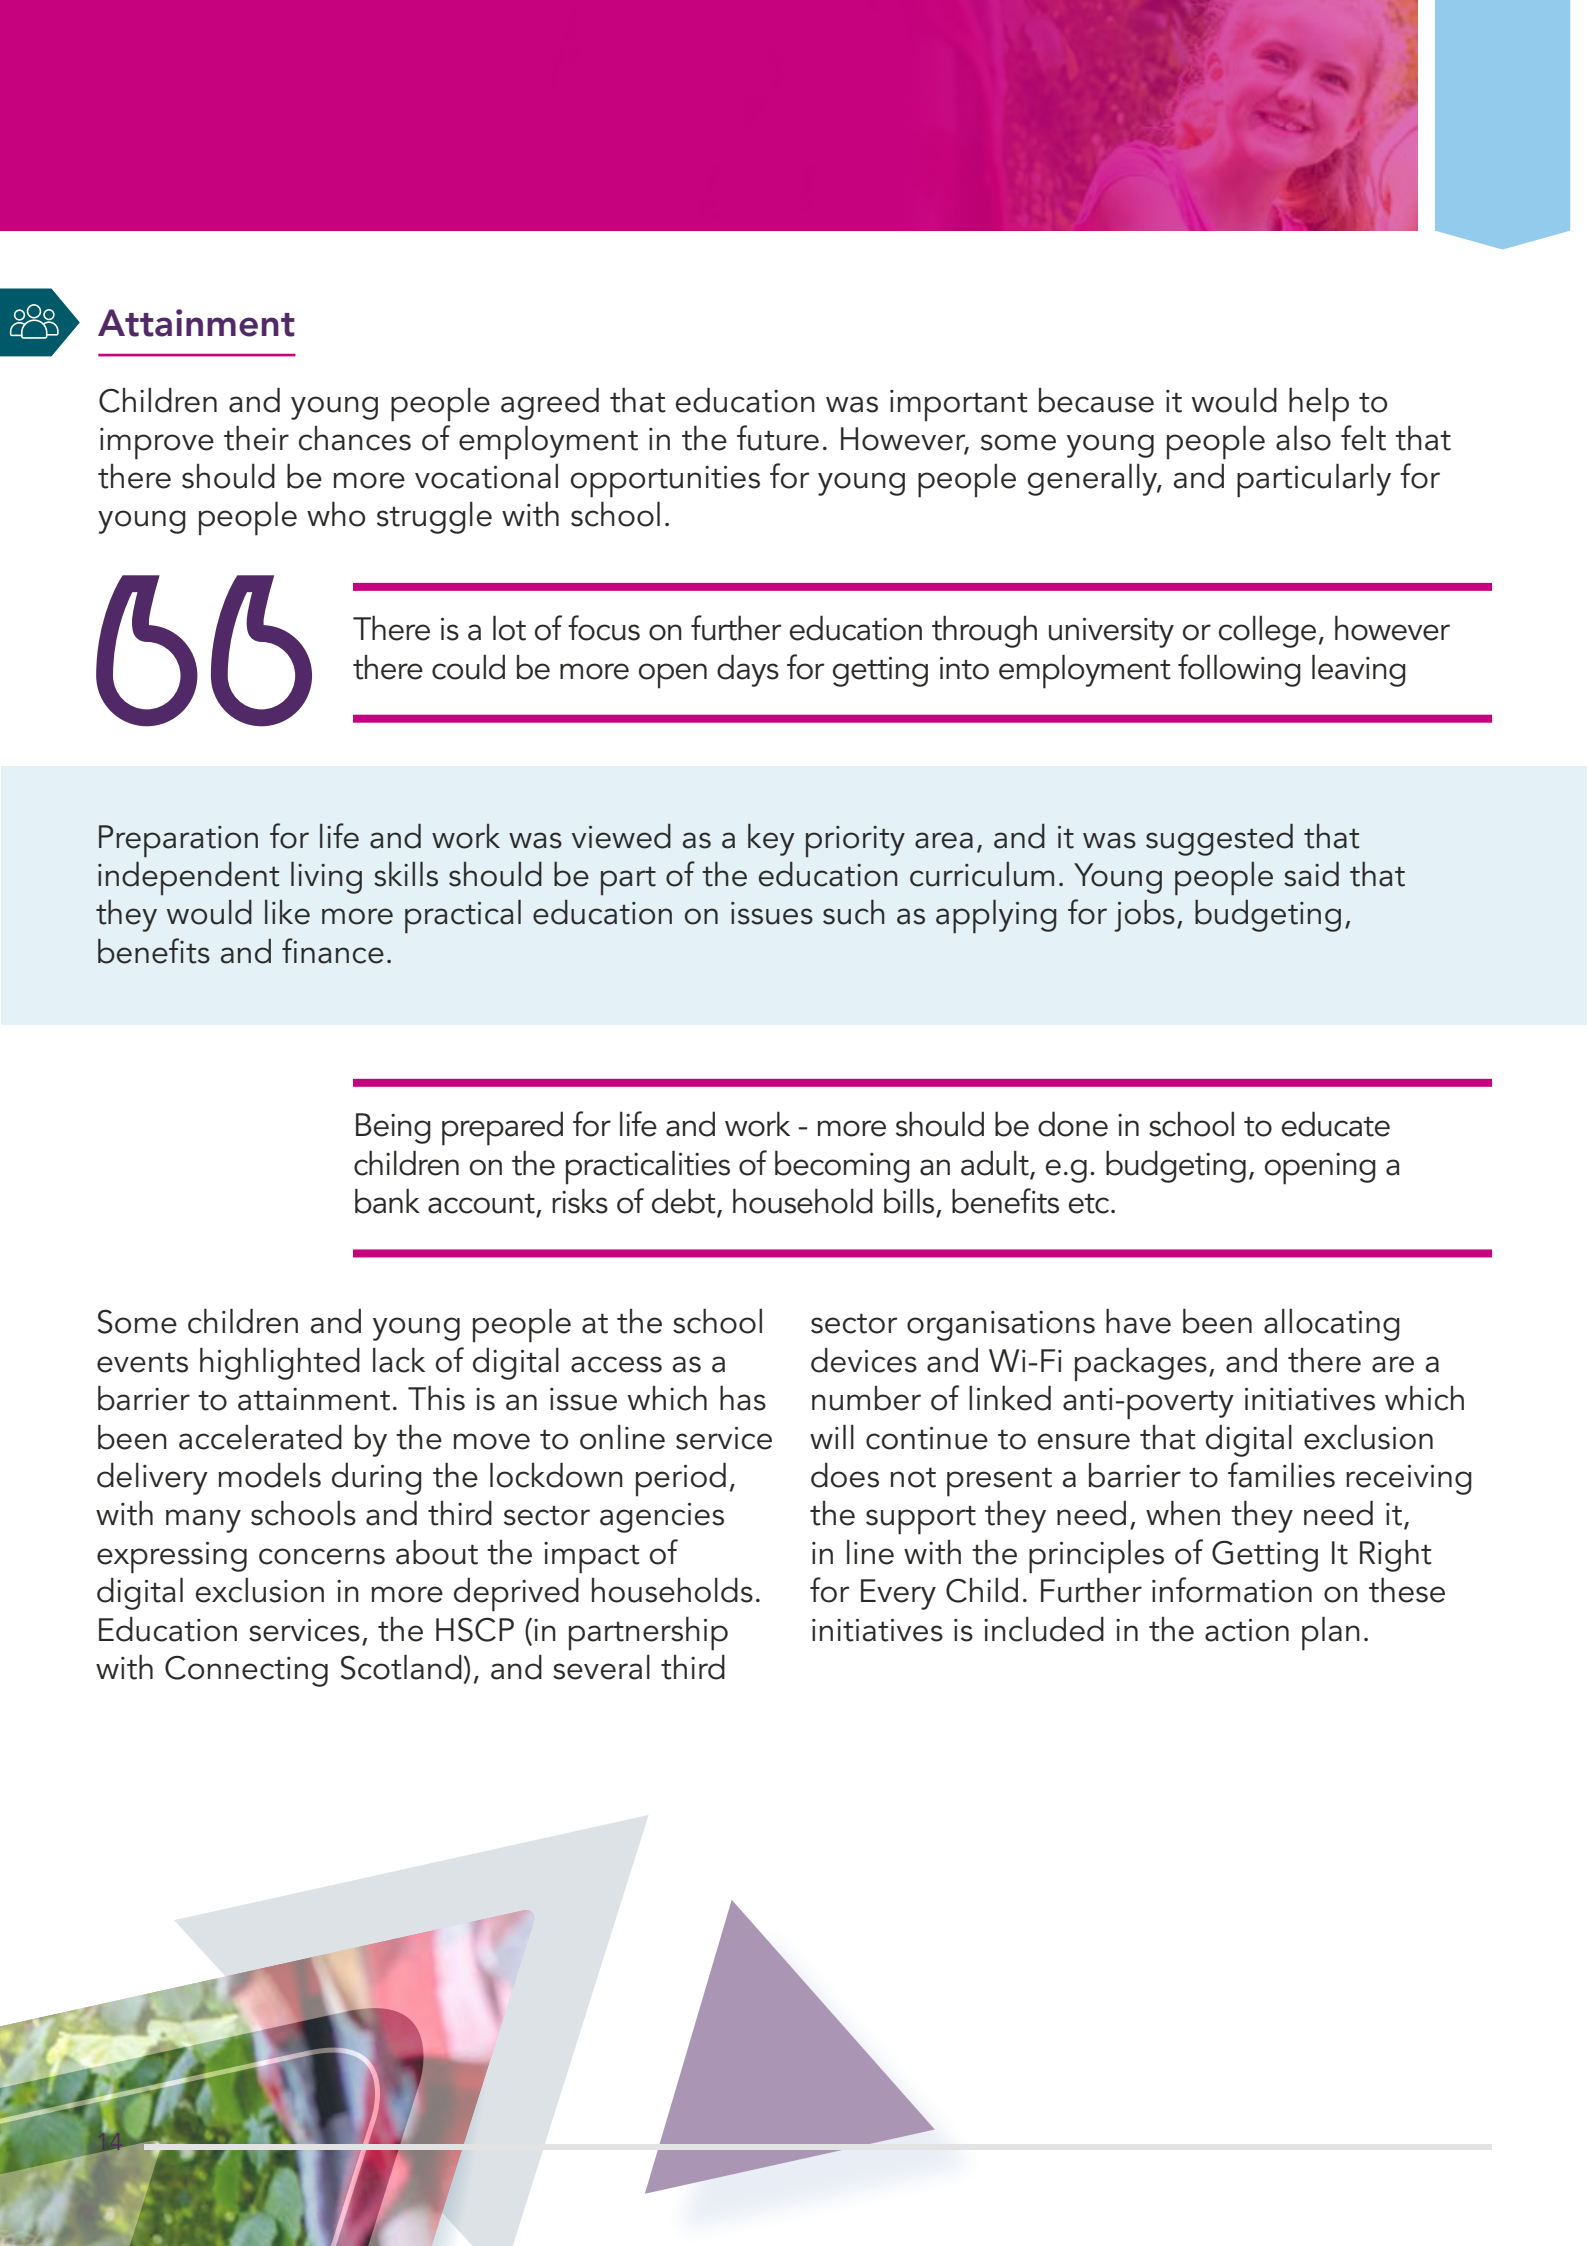 Attainment
Children and young people agreed that education was important because it would help to
improve their chances of employment in the future. However, some young people also felt that
there should be more vocational opportunities for young people generally, and particularly for
young people who struggle with school.
There is a lot of focus on further education through university or college, however
there could be more open days for getting into employment following leaving
Preparation for life and work was viewed as a key priority area, and it was suggested that
independent living skills should be part of the education curriculum. Young people said that
they would like more practical education on issues such as applying for jobs, budgeting,
benefits and finance.
Being prepared for life and work - more should be done in school to educate
children on the practicalities of becoming an adult, e.g. budgeting, opening a
bank account, risks of debt, household bills, benefits etc.
Some children and young people at the school
events highlighted lack of digital access as a
barrier to attainment. This is an issue which has
been accelerated by the move to online service
delivery models during the lockdown period,
with many schools and third sector agencies
expressing concerns about the impact of
digital exclusion in more deprived households.
Education services, the HSCP (in partnership
with Connecting Scotland), and several third
sector organisations have been allocating
devices and Wi-Fi packages, and there are a
number of linked anti-poverty initiatives which
will continue to ensure that digital exclusion
does not present a barrier to families receiving
the support they need, when they need it,
in line with the principles of Getting It Right
for Every Child. Further information on these
initiatives is included in the action plan.
14